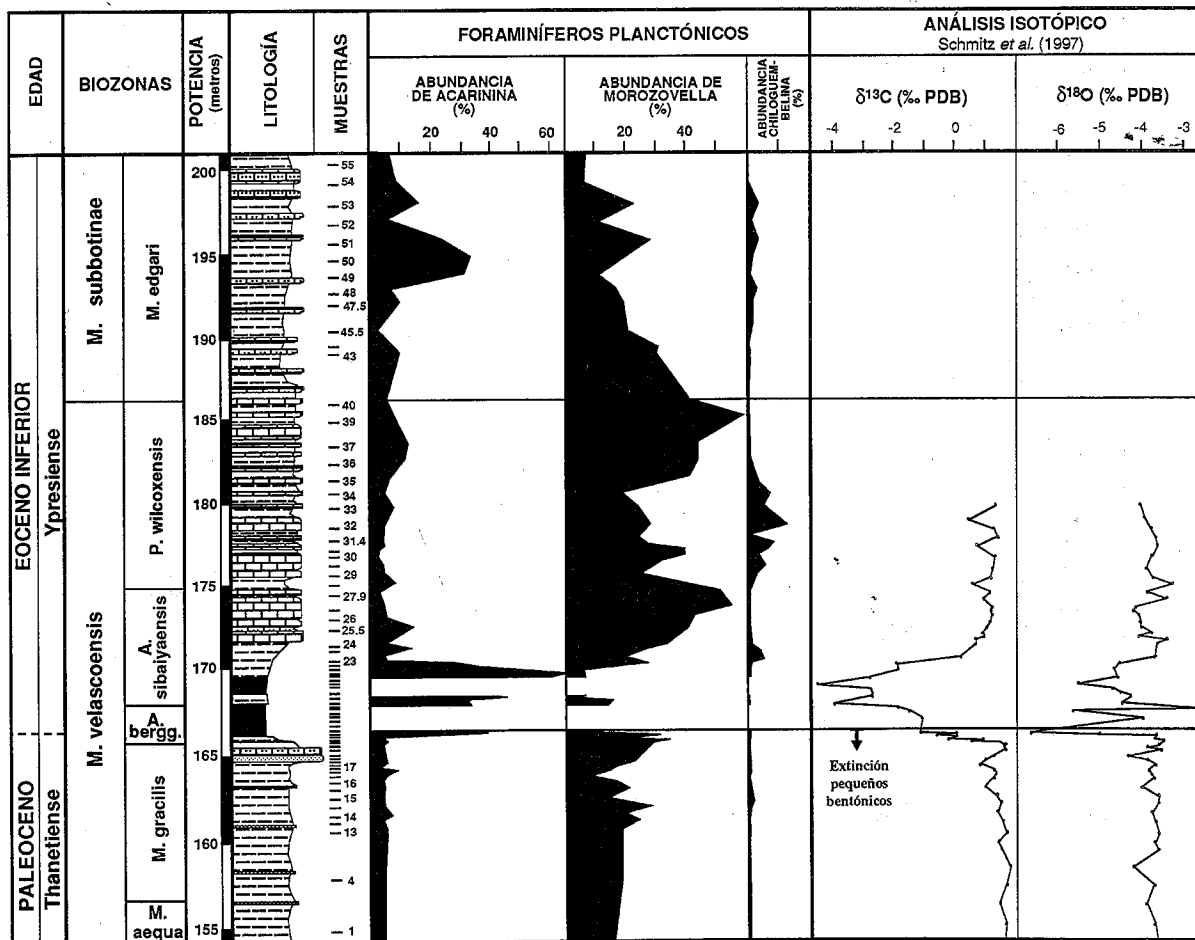 EDAD
BIOZONAS
POTENCIA
(metros)
LITOLOGÍA
MUESTRAS
FORAMINÍFEROS PLANCTÓNICOS
ABUNDANCIA
DE ACARININA
(%)
20 40 60
ABUNDANCIA DE
MOROZOVELLA
(%)
20 40
ABUNDANCIA
CHILOGUEM-
BELINA
(%)
ANÁLISIS ISOTÓPICO
Schmitz et al. (1997)
δ13C (‰ PDB)
-4 -2 0
δ18O (‰ PDB)
-6 -5 -4 -3
EOCENO INFERIOR
Ypresiense
PALEOCENO
Thanetiense
M. subbotinae
M. velascoensis
M. edgari
P. wilcoxensis
A.
sibaiyaensis
A.
bergg.
M. gracilis
M.
aequa
200
195
190
185
180
175
170
165
160
155
55
54
53
52
51
50
49
48
47.5
45.5
43
40
39
37
36
35
34
33
32
31.4
30
29
27.9
26
25.5
24
23
17
16
15
14
13
4
1
Extinción
pequeños
bentónicos